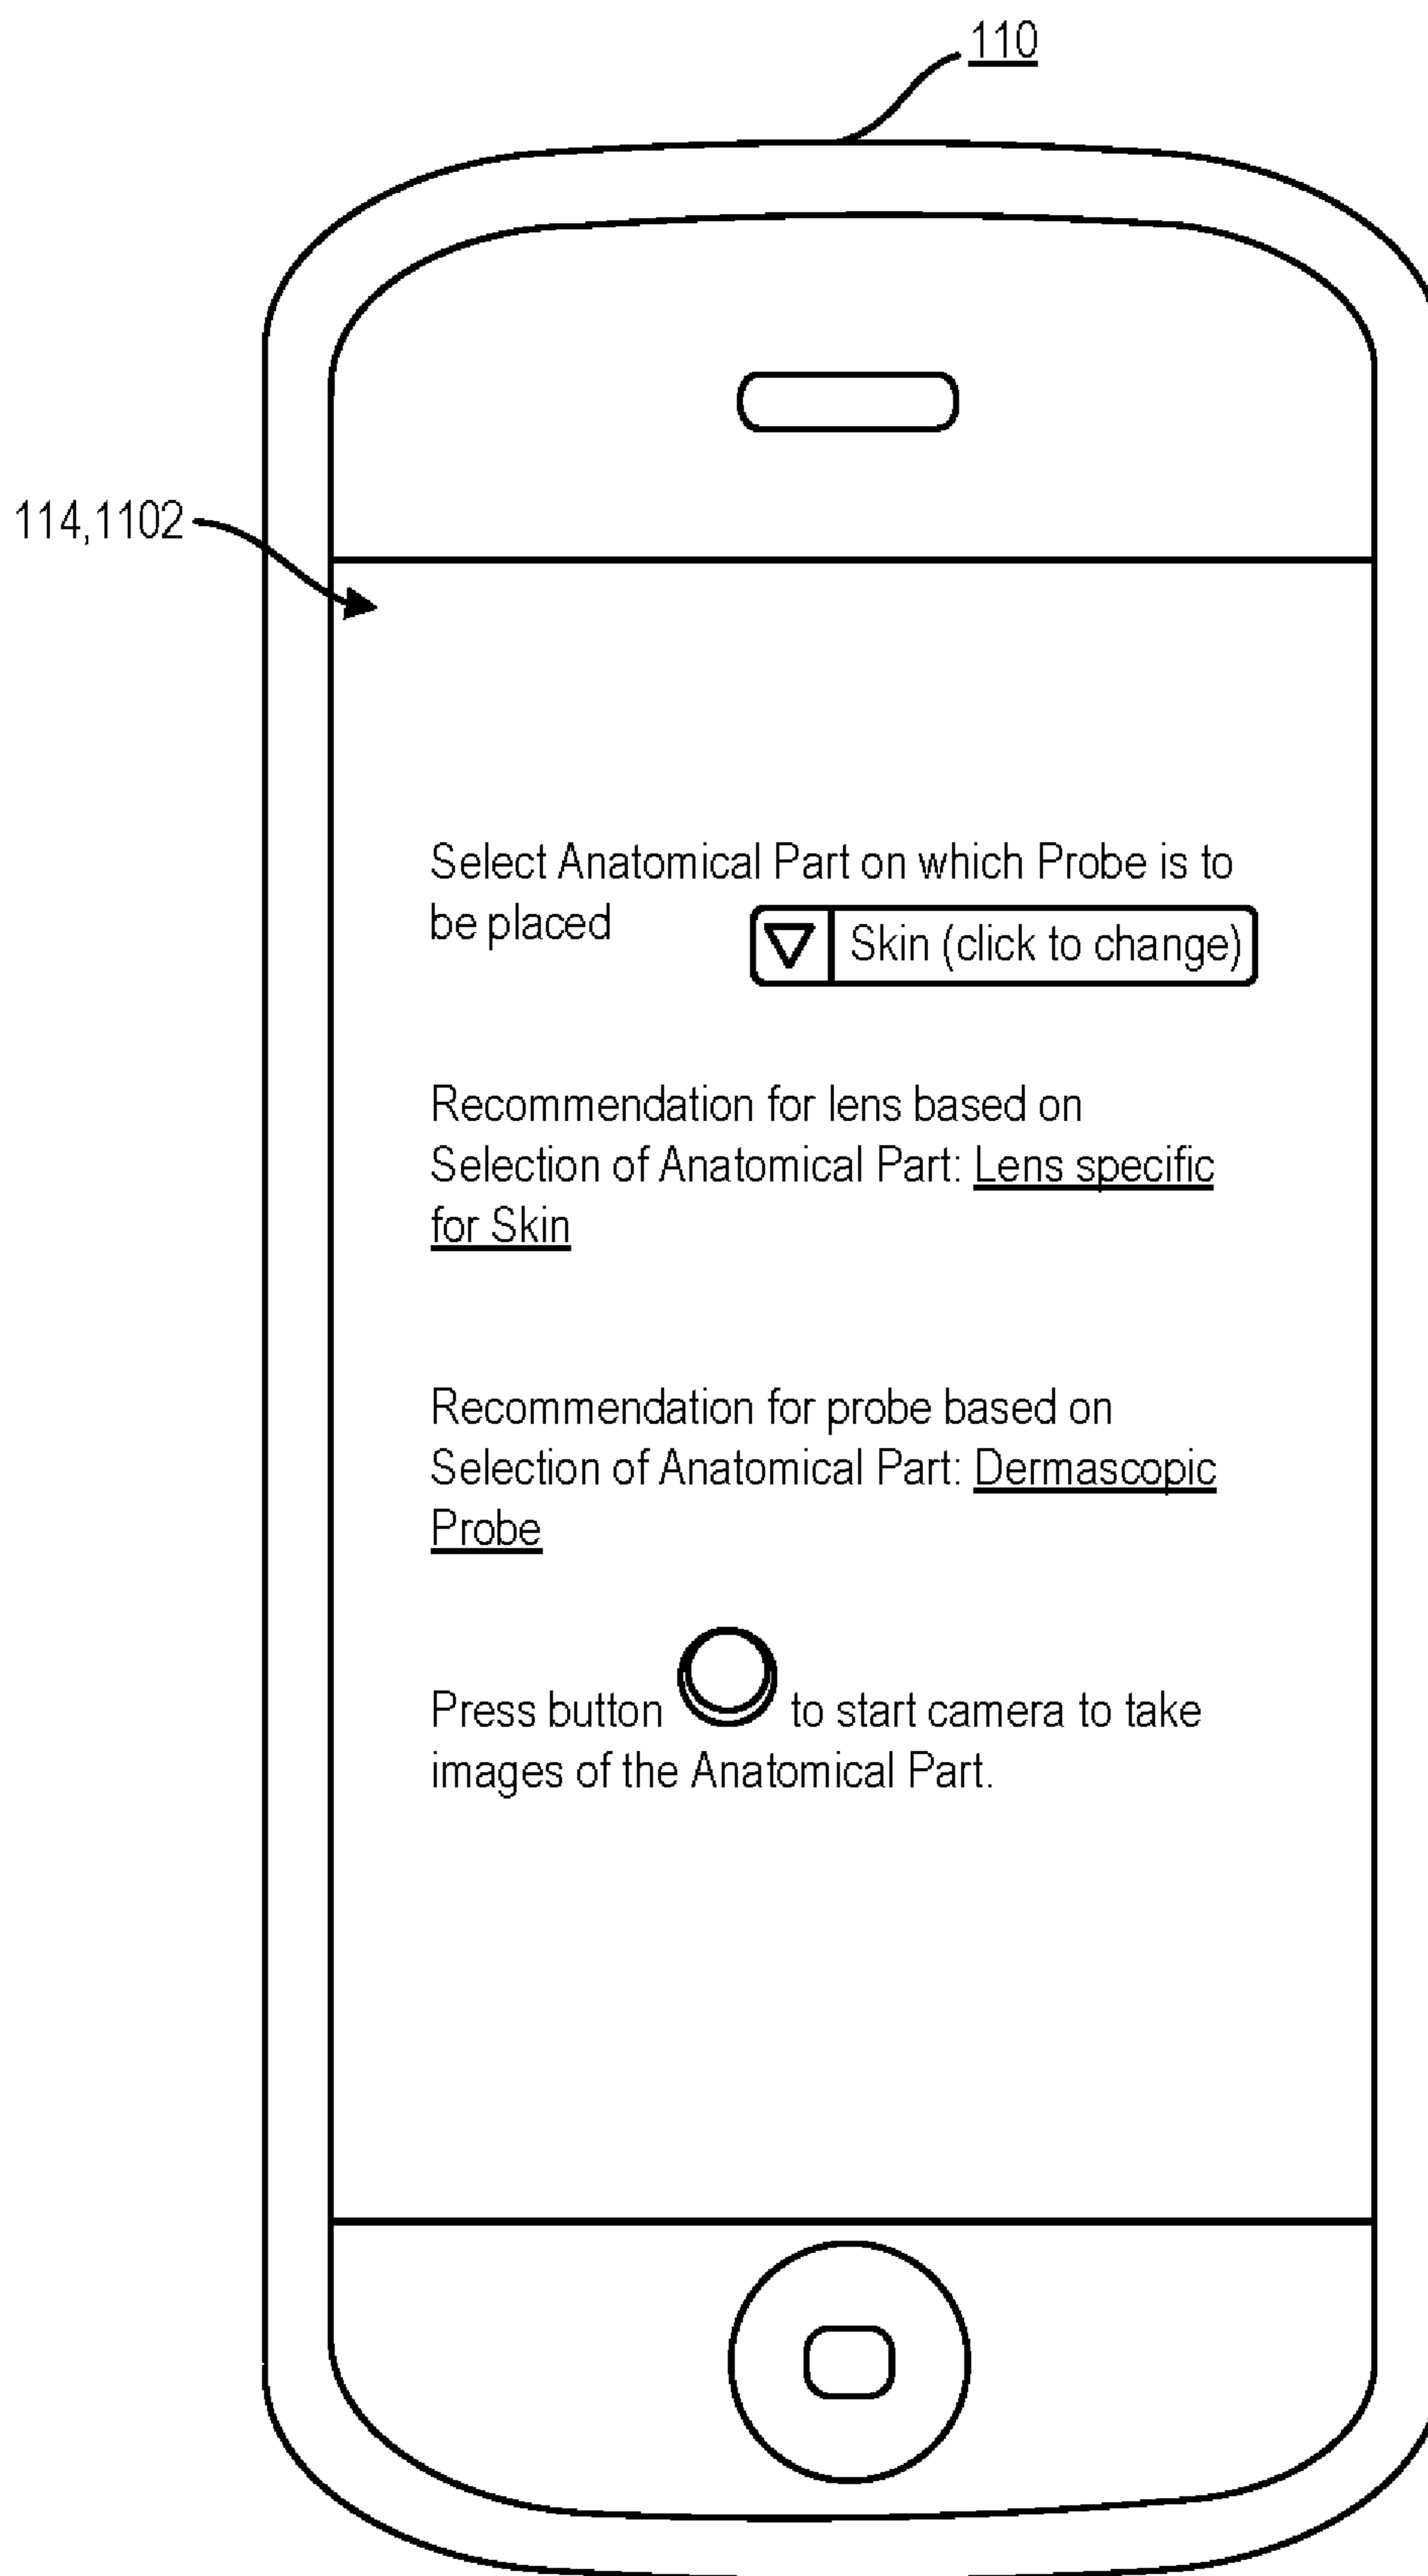 110
114,1102
Select Anatomical Part on which Probe is to
be placed
Skin (click to change)
Recommendation for lens based on
Selection of Anatomical Part: Lens specific
for Skin
Recommendation for probe based on
Selection of Anatomical Part: Dermascopic
Probe
Press button to start camera to take
images of the Anatomical Part.